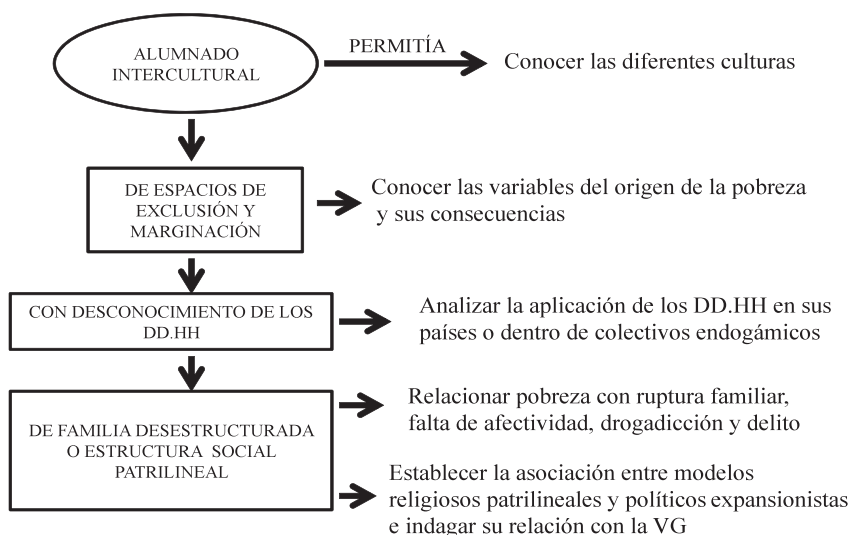 ALUMNADO
INTERCULTURAL
PERMITÍA
Conocer las diferentes culturas
DE ESPACIOS DE
EXCLUSIÓN Y
MARGINACIÓN
Conocer las variables del origen de la pobreza
y sus consecuencias
CON DESCONOCIMIENTO DE LOS
DD.HH
Analizar la aplicación de los DD.HH en sus
países o dentro de colectivos endogámicos
DE FAMILIA DESESTRUCTURADA
O ESTRUCTURA SOCIAL
PATRILINEAL
Relacionar pobreza con ruptura familiar,
falta de afectividad, drogadicción y delito
Establecer la asociación entre modelos
religiosos patrilineales y políticos expansionistas
e indagar su relación con la VG